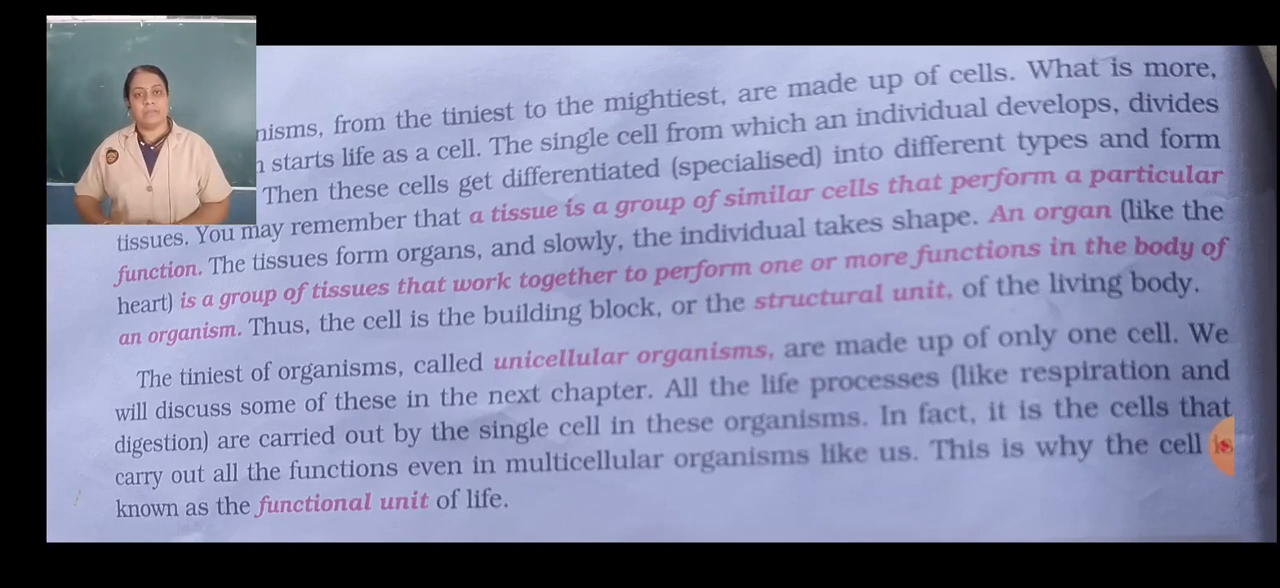 nisms, from the tiniest to the mightiest, are made up of cells. What is more,
starts life as a cell. The single cell from which an individual develops, divides
Then these cells get differentiated (specialised) into different types and form
tissues. You may remember that a tissue is a group of similar cells that perform a particular
function. The tissues form organs, and slowly, the individual takes shape. An organ (like the
heart) is a group of tissues that work together to perform one or more functions in the body of
an organism. Thus, the cell is the building block, or the structural unit, of the living body.
The tiniest of organisms, called unicellular organisms, are made up of only one cell. We
will discuss some of these in the next chapter. All the life processes (like respiration and
digestion) are carried out by the single cell in these organisms. In fact, it is the cells that
carry out all the functions even in multicellular organisms like us. This is why the cell is
known as the functional unit of life.